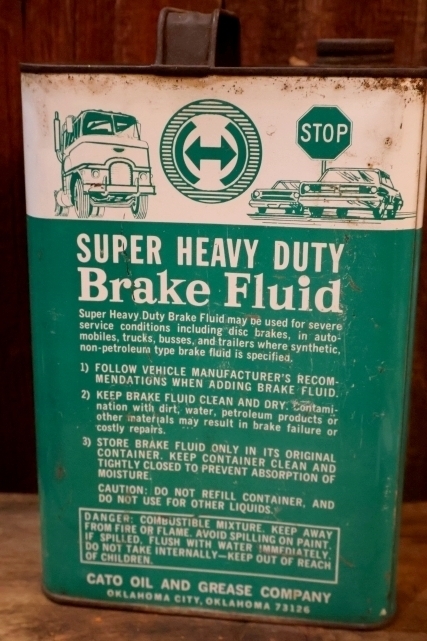 STOP
SUPER HEAVY DUTY
Brake Fluid
Super Heavy Duty Brake Fluid may be used for severe
service conditions including disc brakes, in auto-
mobiles, trucks, busses, and trailers where synthetic,
non-petroleum type brake fluid is specified.
1) FOLLOW VEHICLE MANUFACTURER'S RECOM-
MENDATIONS WHEN ADDING BRAKE FLUID.
2) KEEP BRAKE FLUID CLEAN AND DRY. Contami-
nation with dirt, water, petroleum products or
other materials may result in brake failure or
costly repairs.
3) STORE BRAKE FLUID ONLY IN ITS ORIGINAL
CONTAINER. KEEP CONTAINER CLEAN AND
TIGHTLY CLOSED TO PREVENT ABSORPTION OF
MOISTURE.
CAUTION: DO NOT REFILL CONTAINER, AND
DO NOT USE FOR OTHER LIQUIDS.
DANGER: COMBUSTIBLE MIXTURE. KEEP AWAY
FROM FIRE OR FLAME. AVOID SPILLING ON PAINT.
IF SPILLED, FLUSH WITH WATER IMMEDIATELY.
DO NOT TAKE INTERNALLY—KEEP OUT OF REACH
OF CHILDREN.
CATO OIL AND GREASE COMPANY
OKLAHOMA CITY, OKLAHOMA 73126